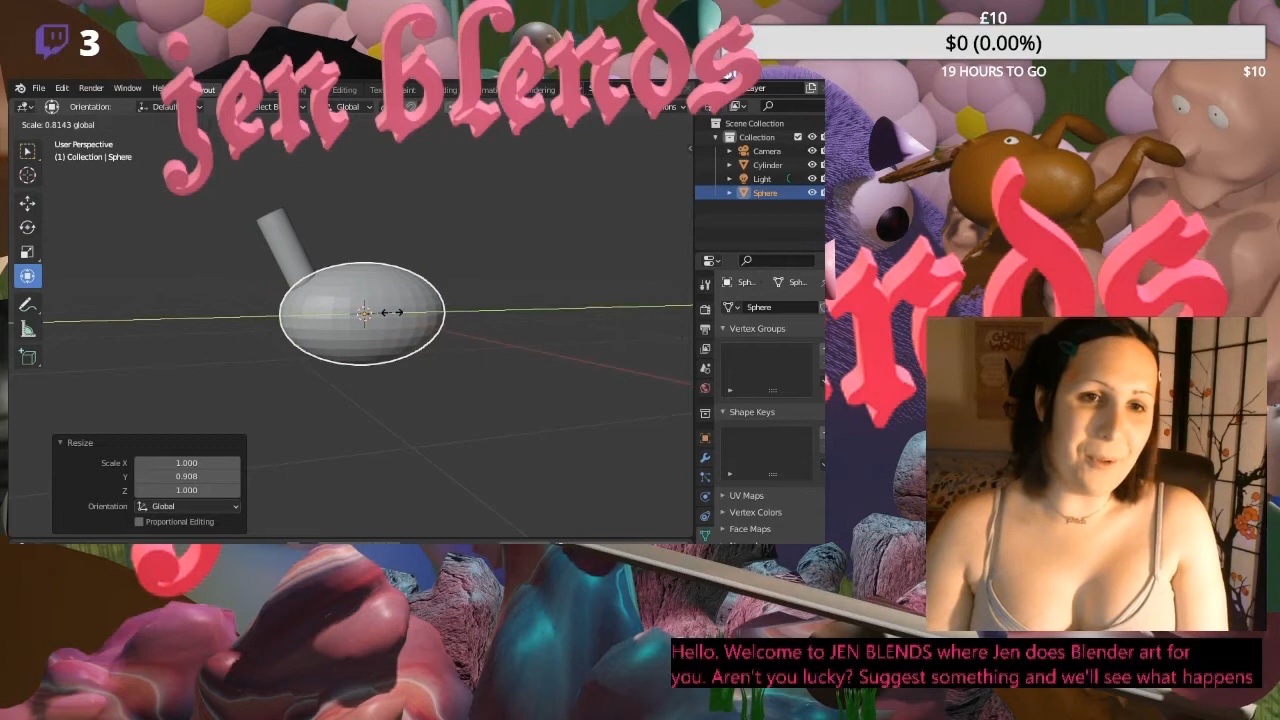 3
jen blends
£10
$0 (0.00%)
19 HOURS TO GO
$10
File Edit Render Window
Editing
Layer
Orientation:
Global
Scale: 0.8143 global
User Perspective
(1) Collection | Sphere
Scene Collection
Collection
Camera
Cylinder
Light
Sphere
Sph...
Sph...
Sphere
Vertex Groups
Shape Keys
UV Maps
Vertex Colors
Face Maps
Resize
Scale X 1.000
Y 0.908
Z 1.000
Orientation Global
Proportional Editing
Hello. Welcome to JEN BLENDS where Jen does Blender art for
you. Aren't you lucky? Suggest something and we'll see what happens